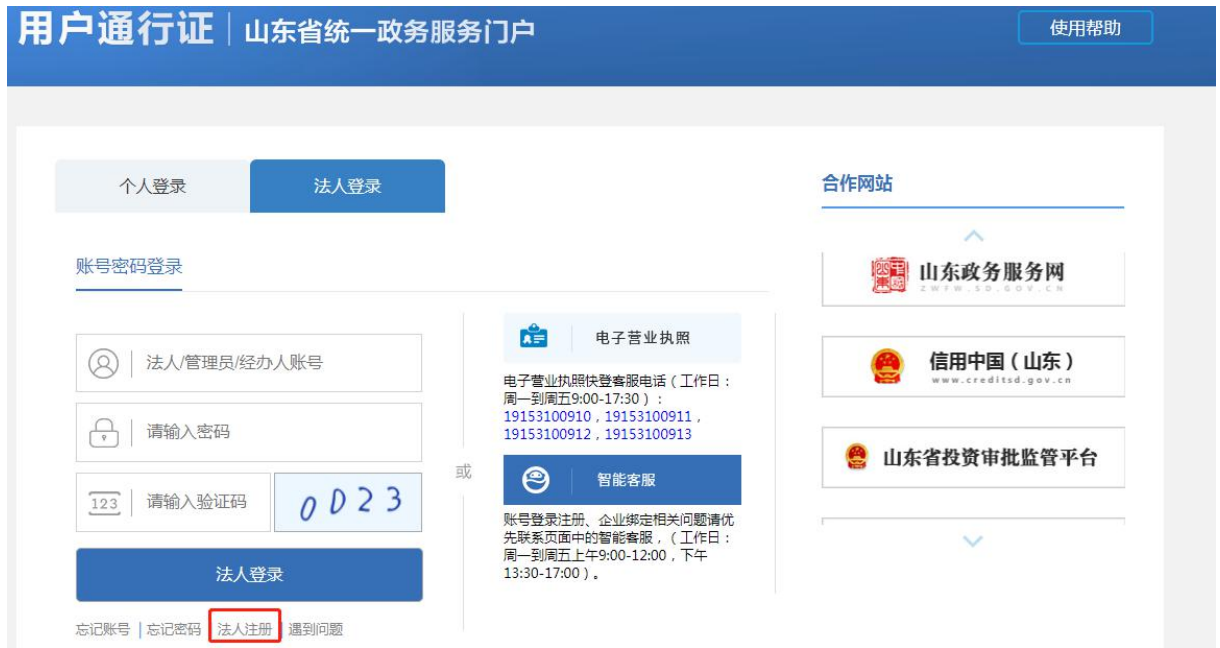 用户通行证 山东省统一政务服务门户
使用帮助
个人登录
法人登录
账号密码登录
法人/管理员/经办人账号
请输入密码
123 请输入验证码
0D23
法人登录
忘记账号 忘记密码 法人注册 遇到问题
或
电子营业执照
电子营业执照快登客服电话（工作日：
周一到周五9:00-17:30）：
19153100910，19153100911，
19153100912，19153100913
智能客服
账号登录注册、企业绑定相关问题请优
先联系页面中的智能客服，（工作日：
周一到周五上午9:00-12:00，下午
13:30-17:00）。
合作网站
山东政务服务网
ZWFW.SD.GOV.CN
信用中国（山东）
www.creditsd.gov.cn
山东省投资审批监管平台